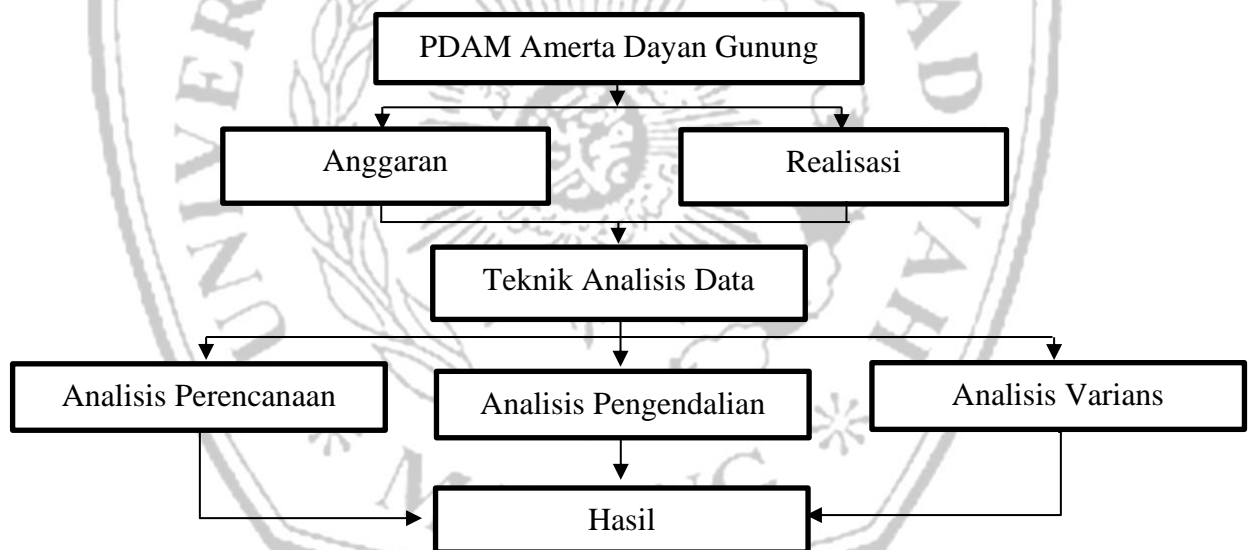 PDAM Amerta Dayan Gunung
Anggaran
Realisasi
Teknik Analisis Data
Analisis Perencanaan
Analisis Pengendalian
Analisis Varians
Hasil